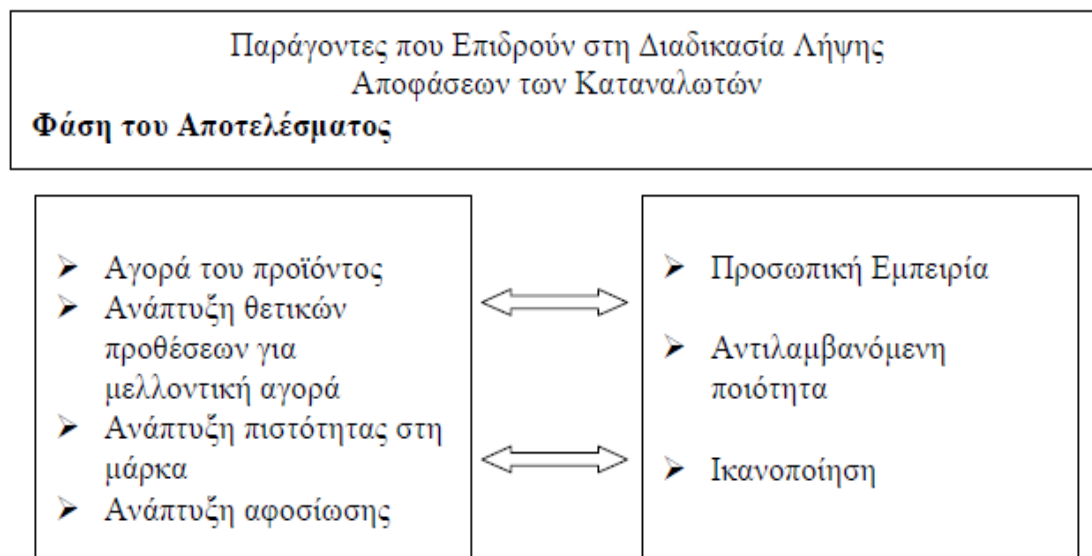 Παράγοντες που Επιδρούν στη Διαδικασία Λήψης
Αποφάσεων των Καταναλωτών
Φάση του Αποτελέσματος
➢ Αγορά του προϊόντος
➢ Ανάπτυξη θετικών
προθέσεων για
μελλοντική αγορά
➢ Ανάπτυξη πιστότητας στη
μάρκα
➢ Ανάπτυξη αφοσίωσης
➢ Προσωπική Εμπειρία
➢ Αντιλαμβανόμενη
ποιότητα
➢ Ικανοποίηση